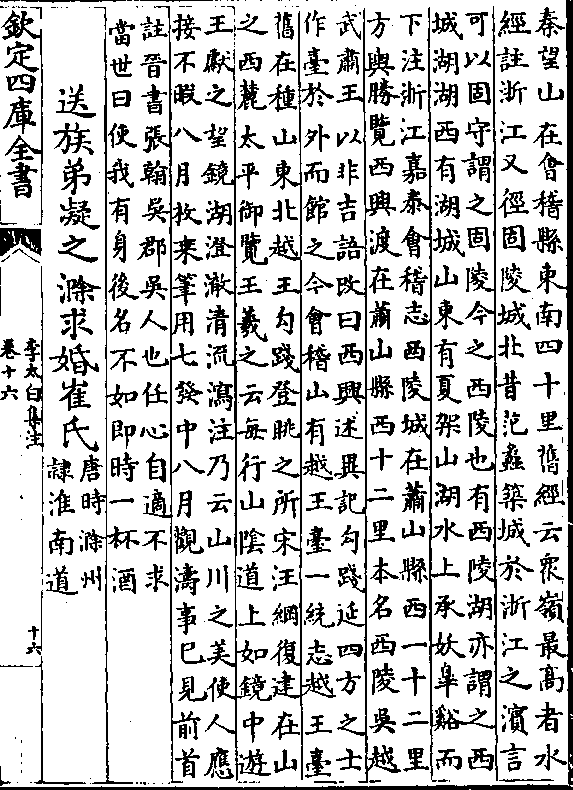 秦望山在會稽縣東南四十里舊經云衆嶺最高者水
經註浙江又徑固陵城北昔范蠡築城於浙江之濵言
可以固守謂之固陵今之西陵也有西陵湖亦謂之西
城湖湖西有湖城山東有夏架山湖水上承妖臯谿而
下注浙江嘉泰會稽志西陵城在蕭山縣西一十二里
方輿勝覽西興渡在蕭山縣西十二里本名西陵吳越
武肅王以非吉語改曰西興述異記勾踐延四方之士
作臺於外而館之今會稽山有越王臺一統志越王臺
舊在種山東北越王勾踐登眺之所宋汪綱復建在山
之西麓太平御覽王羲之云每行山陰道上如鏡中遊
王獻之望鏡湖澄澈清流瀉注乃云山川之美使人應
接不暇八月枚乘筆用七發中八月觀濤事已見前首
註晉書張翰吳郡吳人也任心自適不求
當世曰使我有身後名不如即時一杯酒
送族弟凝之滁求婚崔氏唐時滁州
隷淮南道
欽定四庫全書
李太白集注
卷十六
十六